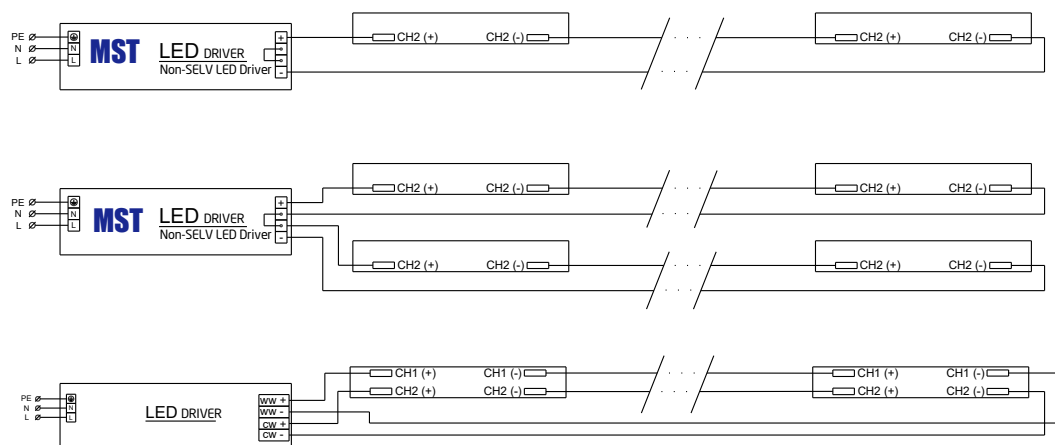 PE
N
L
N
L
MST
LED DRIVER
Non-SELV LED Driver
+
-
CH2 (+) CH2 (-)
CH2 (+) CH2 (-)
PE
N
L
N
L
MST
LED DRIVER
Non-SELV LED Driver
+
-
CH2 (+) CH2 (-)
CH2 (+) CH2 (-)
CH2 (+) CH2 (-)
CH2 (+) CH2 (-)
PE
N
L
N
L
LED DRIVER
WW +
WW -
CW +
CW -
CH1 (+) CH1 (-)
CH2 (+) CH2 (-)
CH1 (+) CH1 (-)
CH2 (+) CH2 (-)